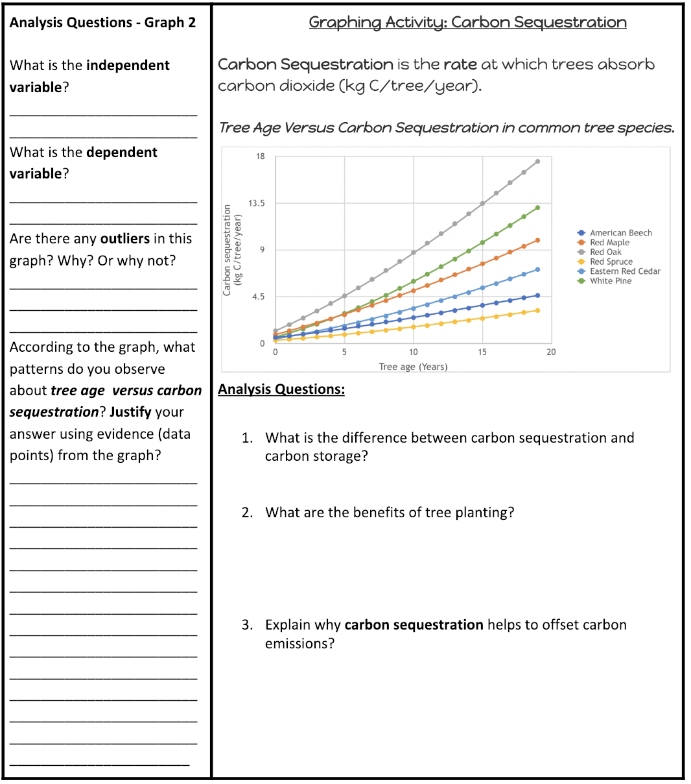 Analysis Questions - Graph 2
What is the independent
variable?
What is the dependent
variable?
Are there any outliers in this
graph? Why? Or why not?
According to the graph, what
patterns do you observe
about tree age versus carbon
sequestration? Justify your
answer using evidence (data
points) from the graph?
Graphing Activity: Carbon Sequestration
Carbon Sequestration is the rate at which trees absorb
carbon dioxide (kg C/tree/year).
Tree Age Versus Carbon Sequestration in common tree species.
18
13.5
9
4.5
0
Carbon sequestration
(kg C/tree/year)
0 5 10 15 20
Tree age (Years)
American Beech
Red Maple
Red Oak
Red Spruce
Eastern Red Cedar
White Pine
Analysis Questions:
1. What is the difference between carbon sequestration and
carbon storage?
2. What are the benefits of tree planting?
3. Explain why carbon sequestration helps to offset carbon
emissions?